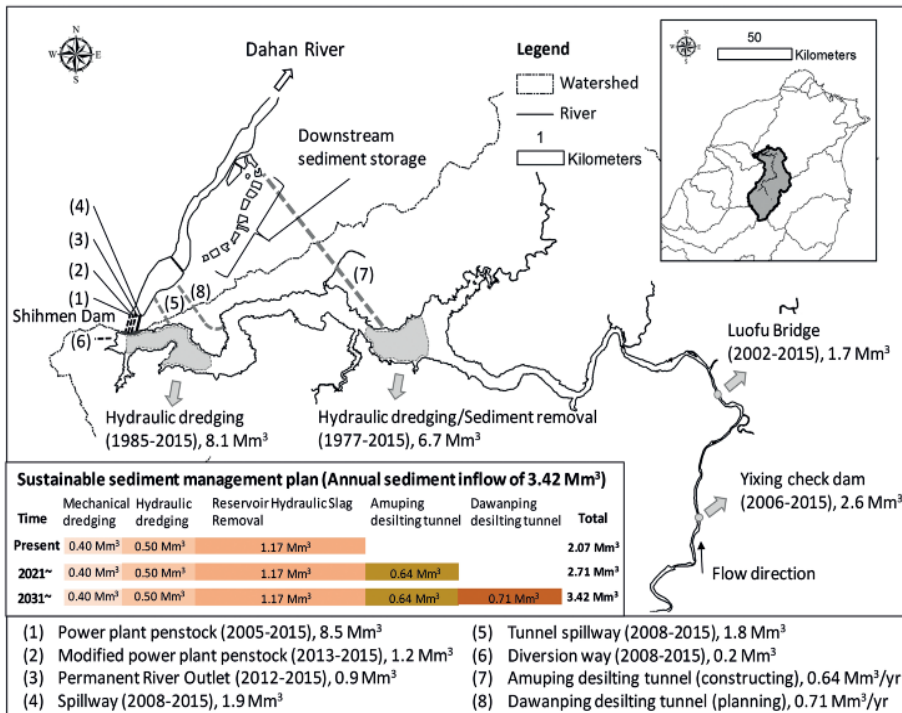 N
W E
S
Dahan River
Legend
Watershed
River
1
Kilometers
50
Kilometers
Downstream
sediment storage
(4)
(3)
(2)
(1)
(5)
(8)
(7)
Shihmen Dam
(6)
Luofu Bridge
(2002-2015), 1.7 Mm³
Hydraulic dredging
(1985-2015), 8.1 Mm³
Hydraulic dredging/Sediment removal
(1977-2015), 6.7 Mm³
Yixing check dam
(2006-2015), 2.6 Mm³
Flow direction
Sustainable sediment management plan (Annual sediment inflow of 3.42 Mm³)
Time Mechanical dredging Hydraulic dredging Reservoir Hydraulic Slag Removal Amuping desilting tunnel Dawanping desilting tunnel Total
Present 0.40 Mm³ 0.50 Mm³ 1.17 Mm³ 2.07 Mm³
2021~ 0.40 Mm³ 0.50 Mm³ 1.17 Mm³ 0.64 Mm³ 2.71 Mm³
2031~ 0.40 Mm³ 0.50 Mm³ 1.17 Mm³ 0.64 Mm³ 0.71 Mm³ 3.42 Mm³
(1) Power plant penstock (2005-2015), 8.5 Mm³
(2) Modified power plant penstock (2013-2015), 1.2 Mm³
(3) Permanent River Outlet (2012-2015), 0.9 Mm³
(4) Spillway (2008-2015), 1.9 Mm³
(5) Tunnel spillway (2008-2015), 1.8 Mm³
(6) Diversion way (2008-2015), 0.2 Mm³
(7) Amuping desilting tunnel (constructing), 0.64 Mm³/yr
(8) Dawanping desilting tunnel (planning), 0.71 Mm³/yr